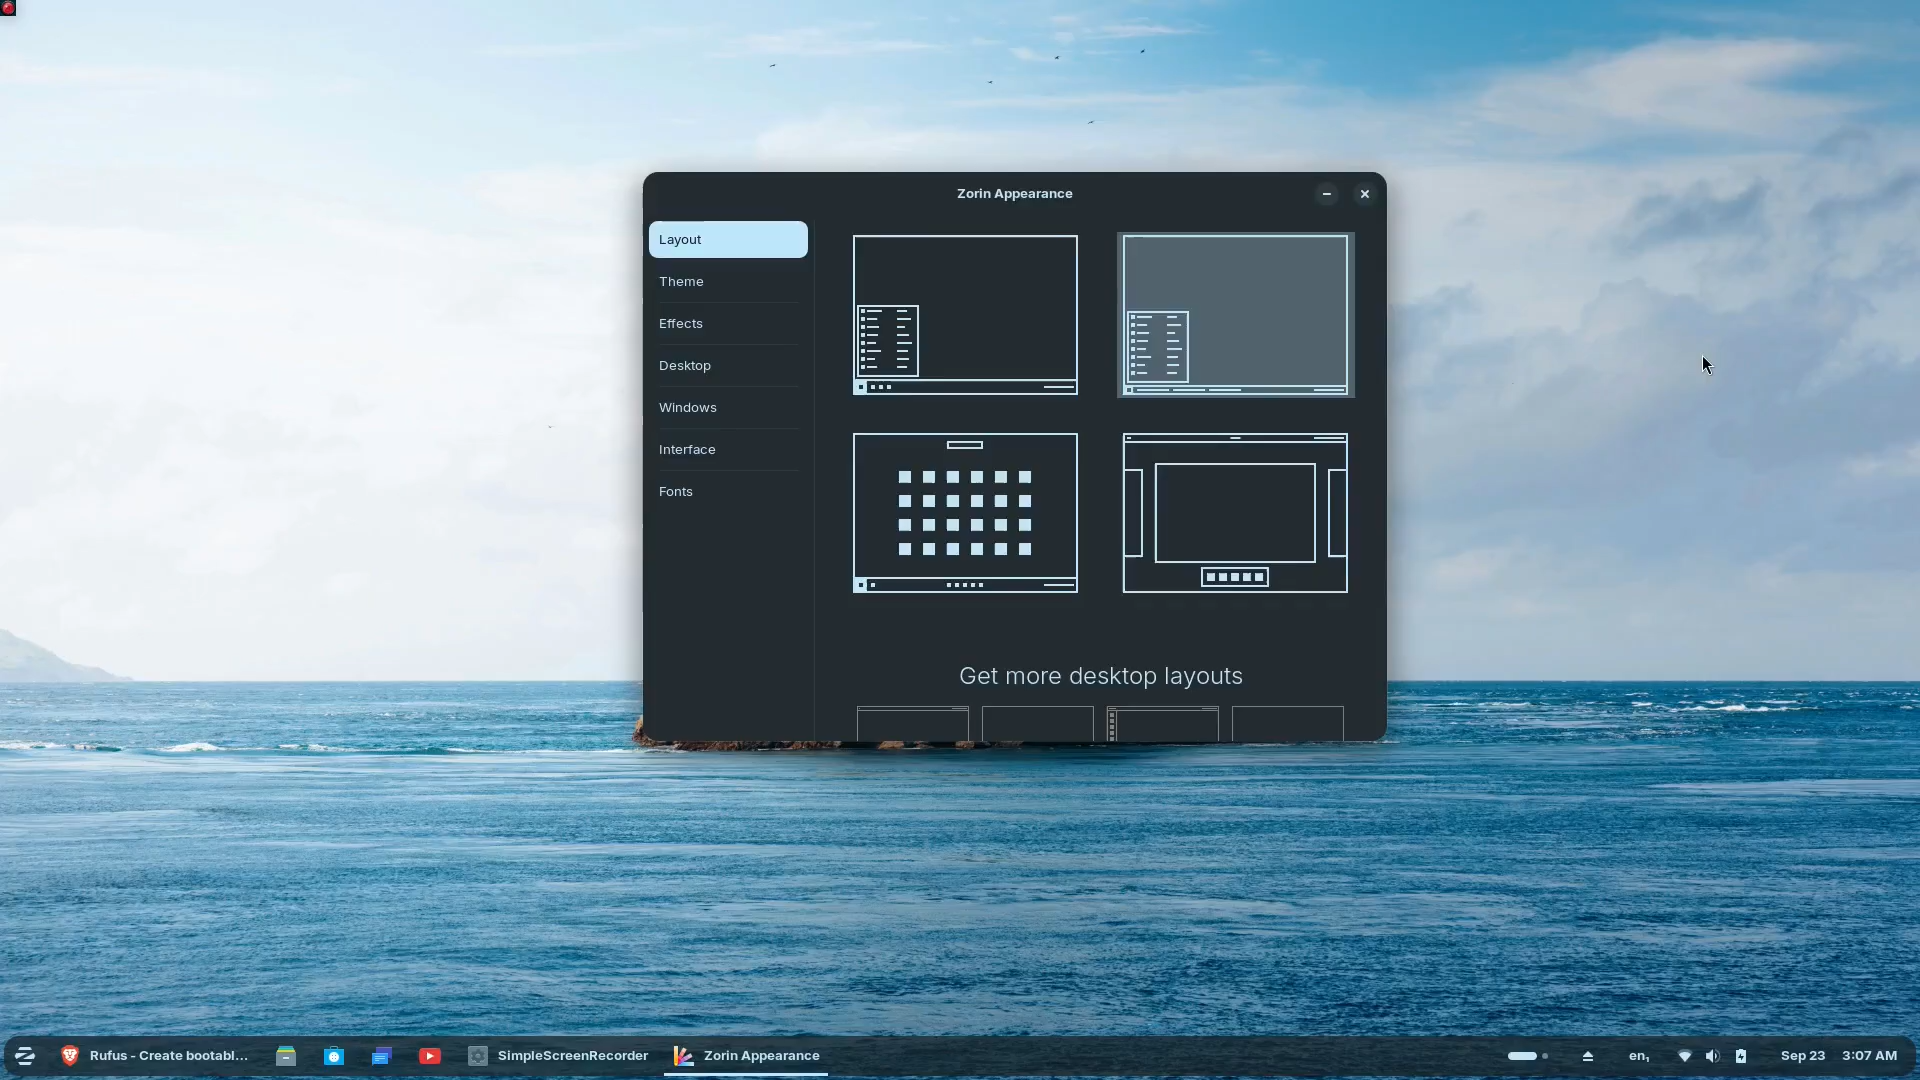 Zorin Appearance
Layout
Theme
Effects
Desktop
Windows
Interface
Fonts
Get more desktop layouts
Rufus - Create bootabl...
SimpleScreenRecorder
Zorin Appearance
en₁
Sep 23 3:07 AM